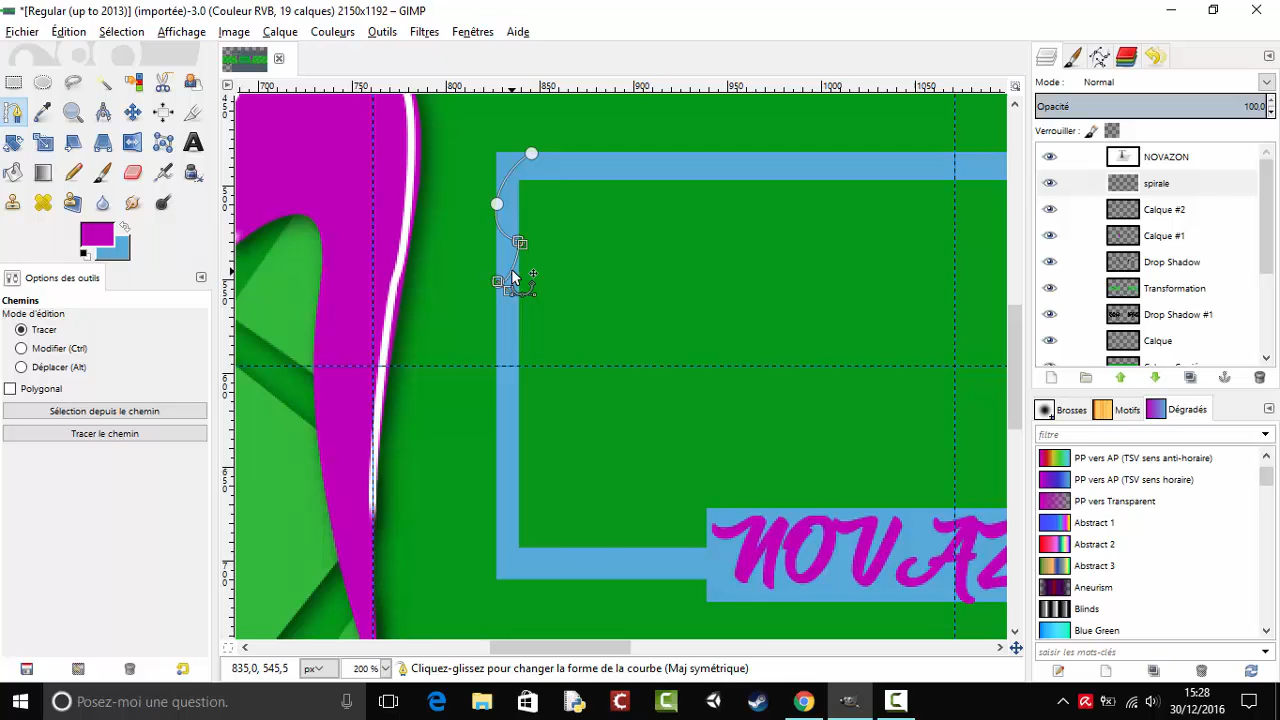 *[Regular (up to 2013)] (importée)-3.0 (Couleur RVB, 19 calques) 2150x1192 – GIMP
Fichier Édition Sélection Affichage Image Calque Couleurs Outils Filtres Fenêtres Aide
700 750 800 850 900 950 1000 1050
Mode : Normal
Opacité 100,0
Verrouiller :
NOVAZON
spirale
Calque #2
Calque #1
Drop Shadow
Transformation
Drop Shadow #1
Calque
Options des outils
Chemins
Mode d'édition
Tracer
Modifier (Ctrl)
Déplacer (Alt)
Polygonal
Sélection depuis le chemin
Tracer le chemin
Brosses Motifs Dégradés
filtre
PP vers AP (TSV sens anti-horaire)
PP vers AP (TSV sens horaire)
PP vers Transparent
Abstract 1
Abstract 2
Abstract 3
Aneurism
Blinds
Blue Green
saisir les mots-clés
NOVAZ
835,0, 545,5 px 200 % Cliquez-glissez pour changer la forme de la courbe (Maj symétrique)
Posez-moi une question.
15:28
30/12/2016